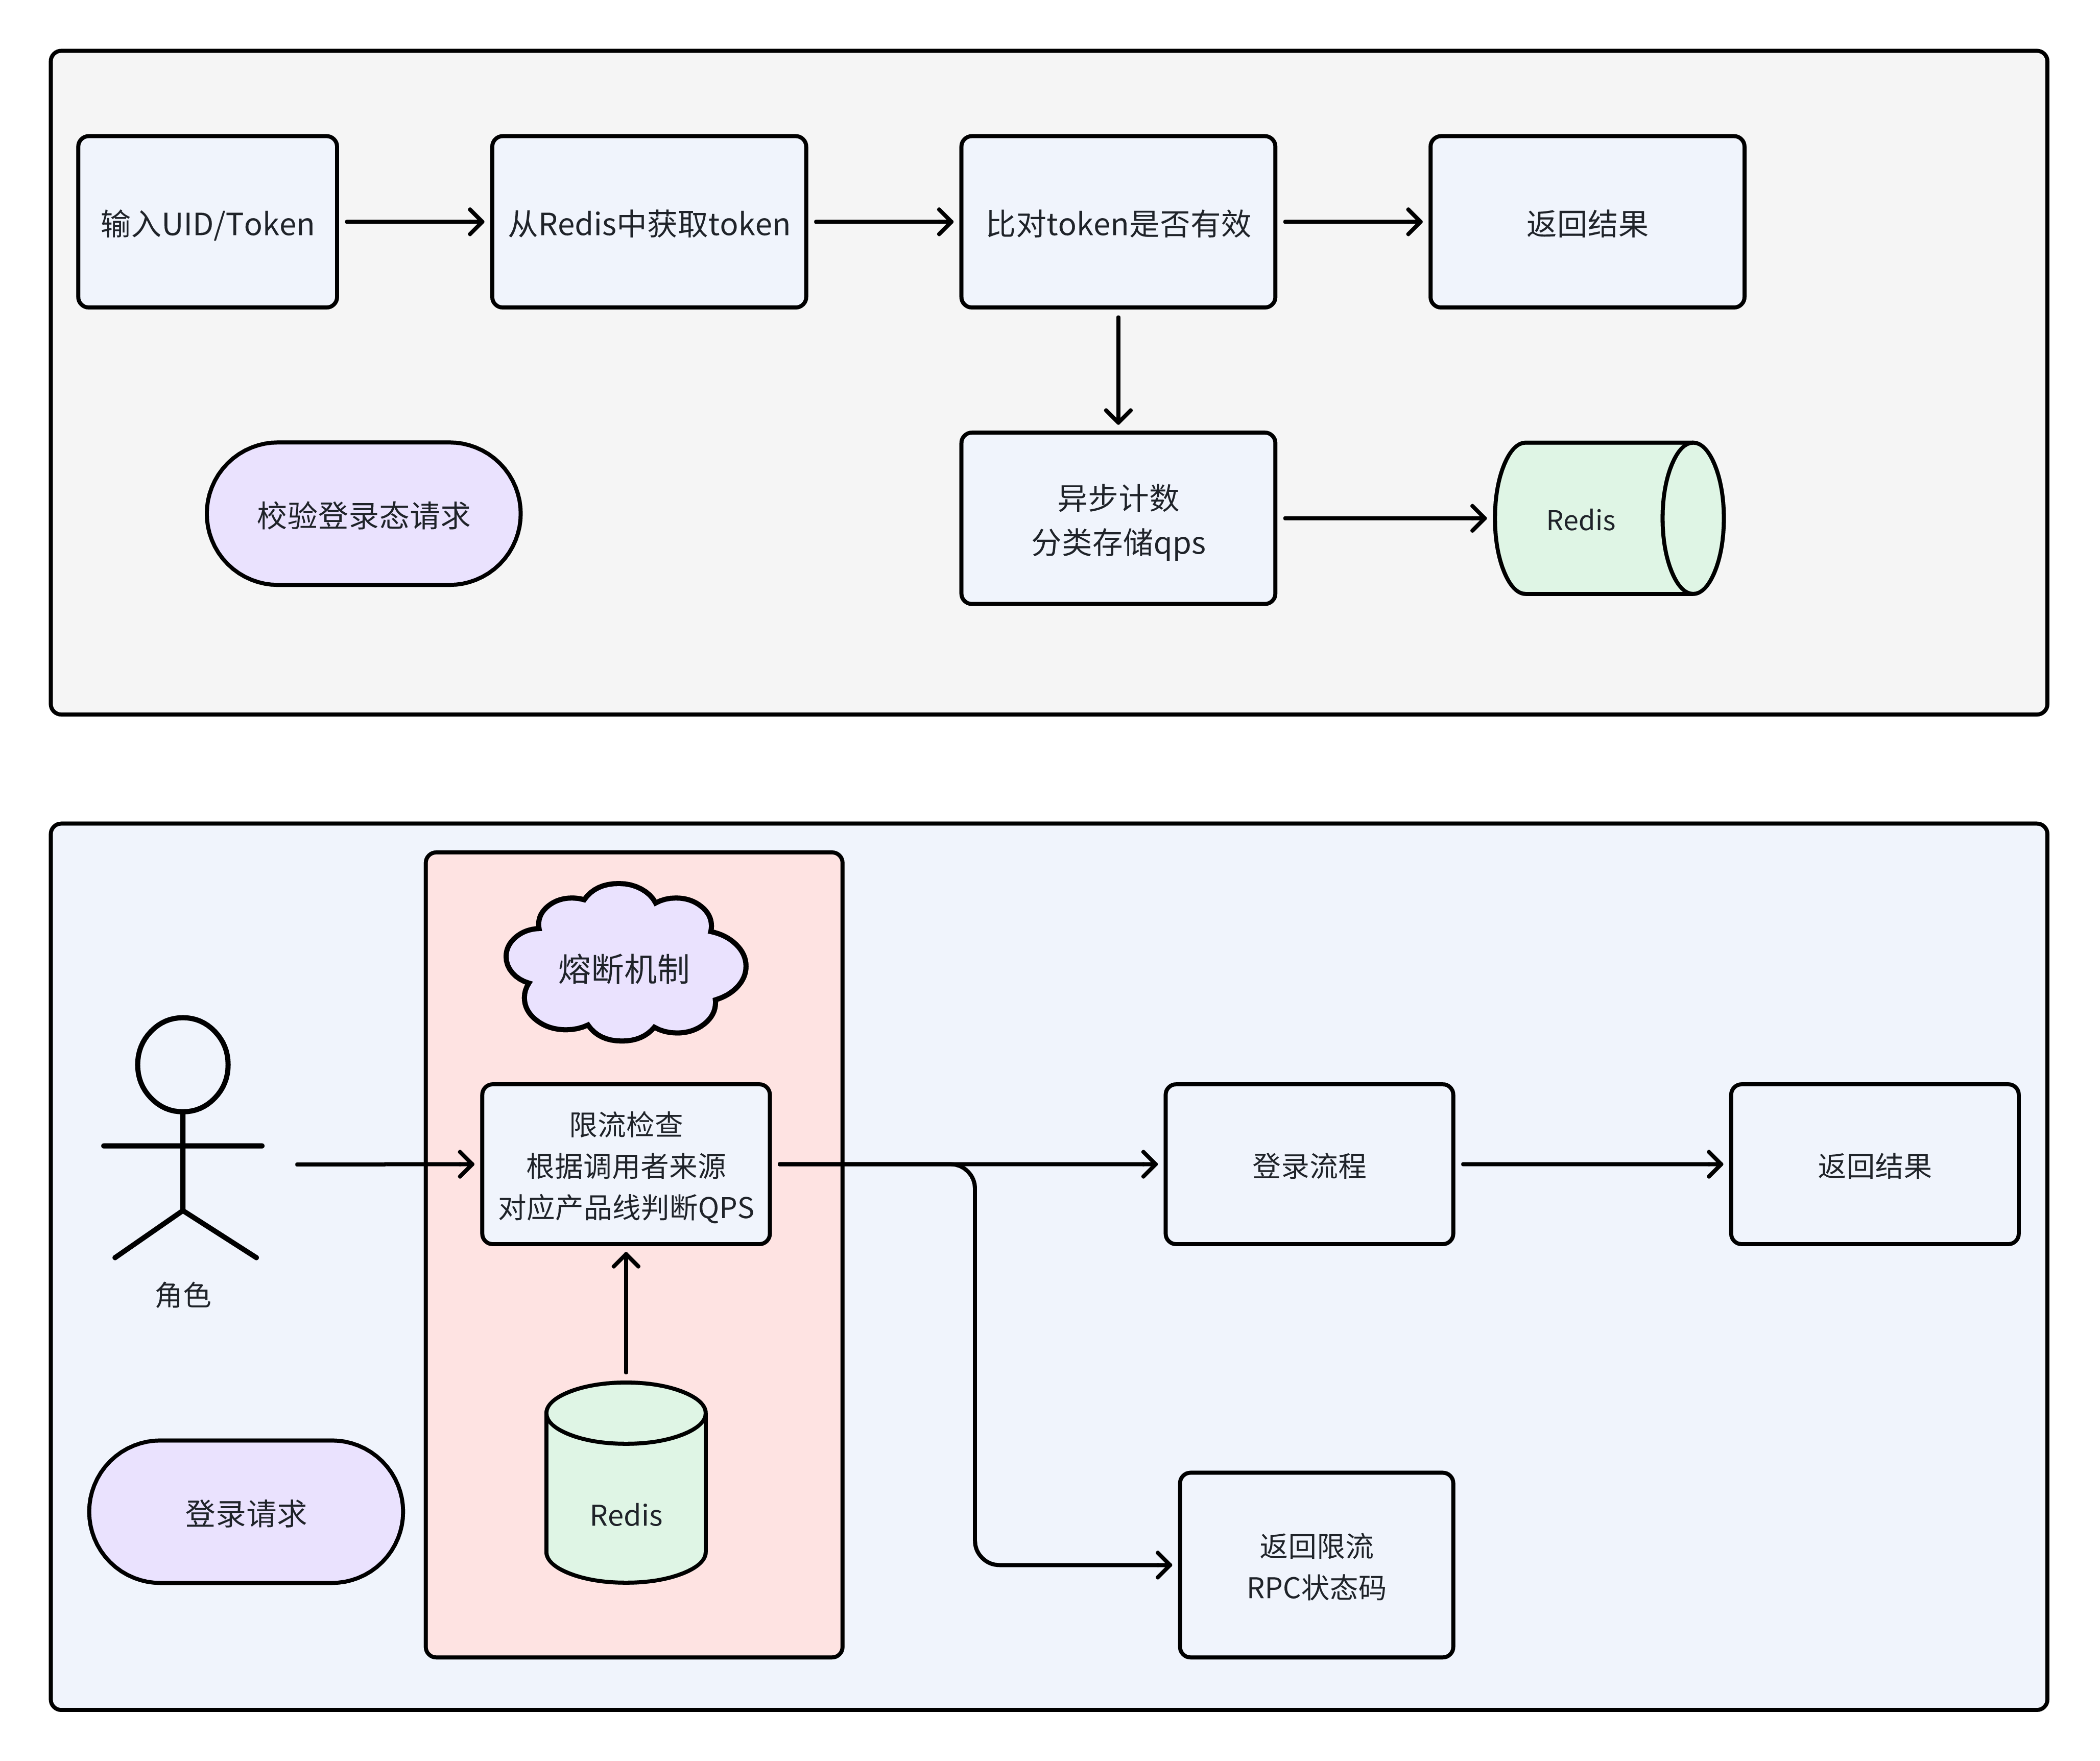 输入UID/Token
从Redis中获取token
比对token是否有效
返回结果
校验登录态请求
异步计数
分类存储qps
Redis
熔断机制
限流检查
根据调用者来源
对应产品线判断QPS
登录流程
返回结果
角色
Redis
登录请求
返回限流
RPC状态码